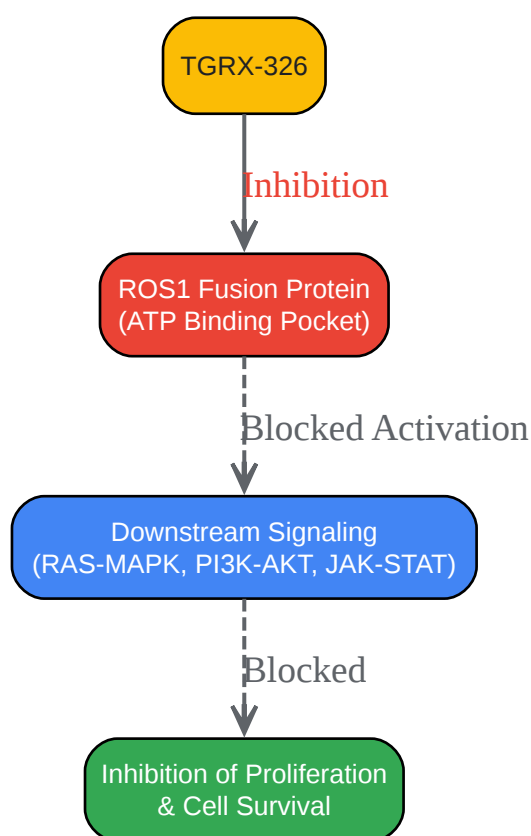 TGRX-326
Inhibition
ROS1 Fusion Protein
(ATP Binding Pocket)
Blocked Activation
Downstream Signaling
(RAS-MAPK, PI3K-AKT, JAK-STAT)
Blocked
Inhibition of Proliferation
& Cell Survival